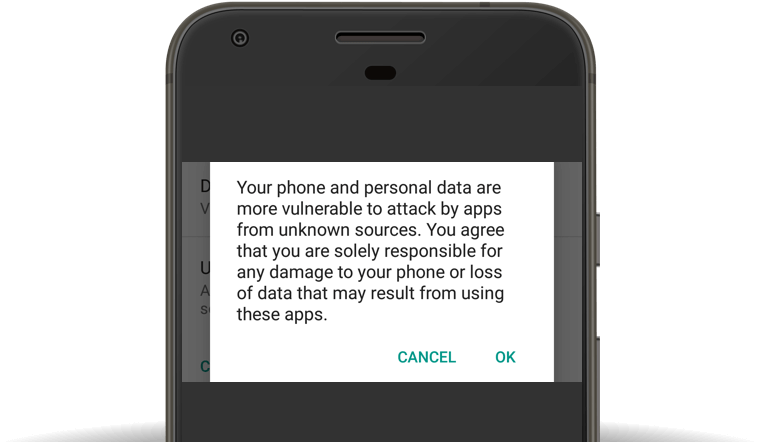 Your phone and personal data are
more vulnerable to attack by apps
from unknown sources. You agree
that you are solely responsible for
any damage to your phone or loss
of data that may result from using
these apps.
CANCEL OK